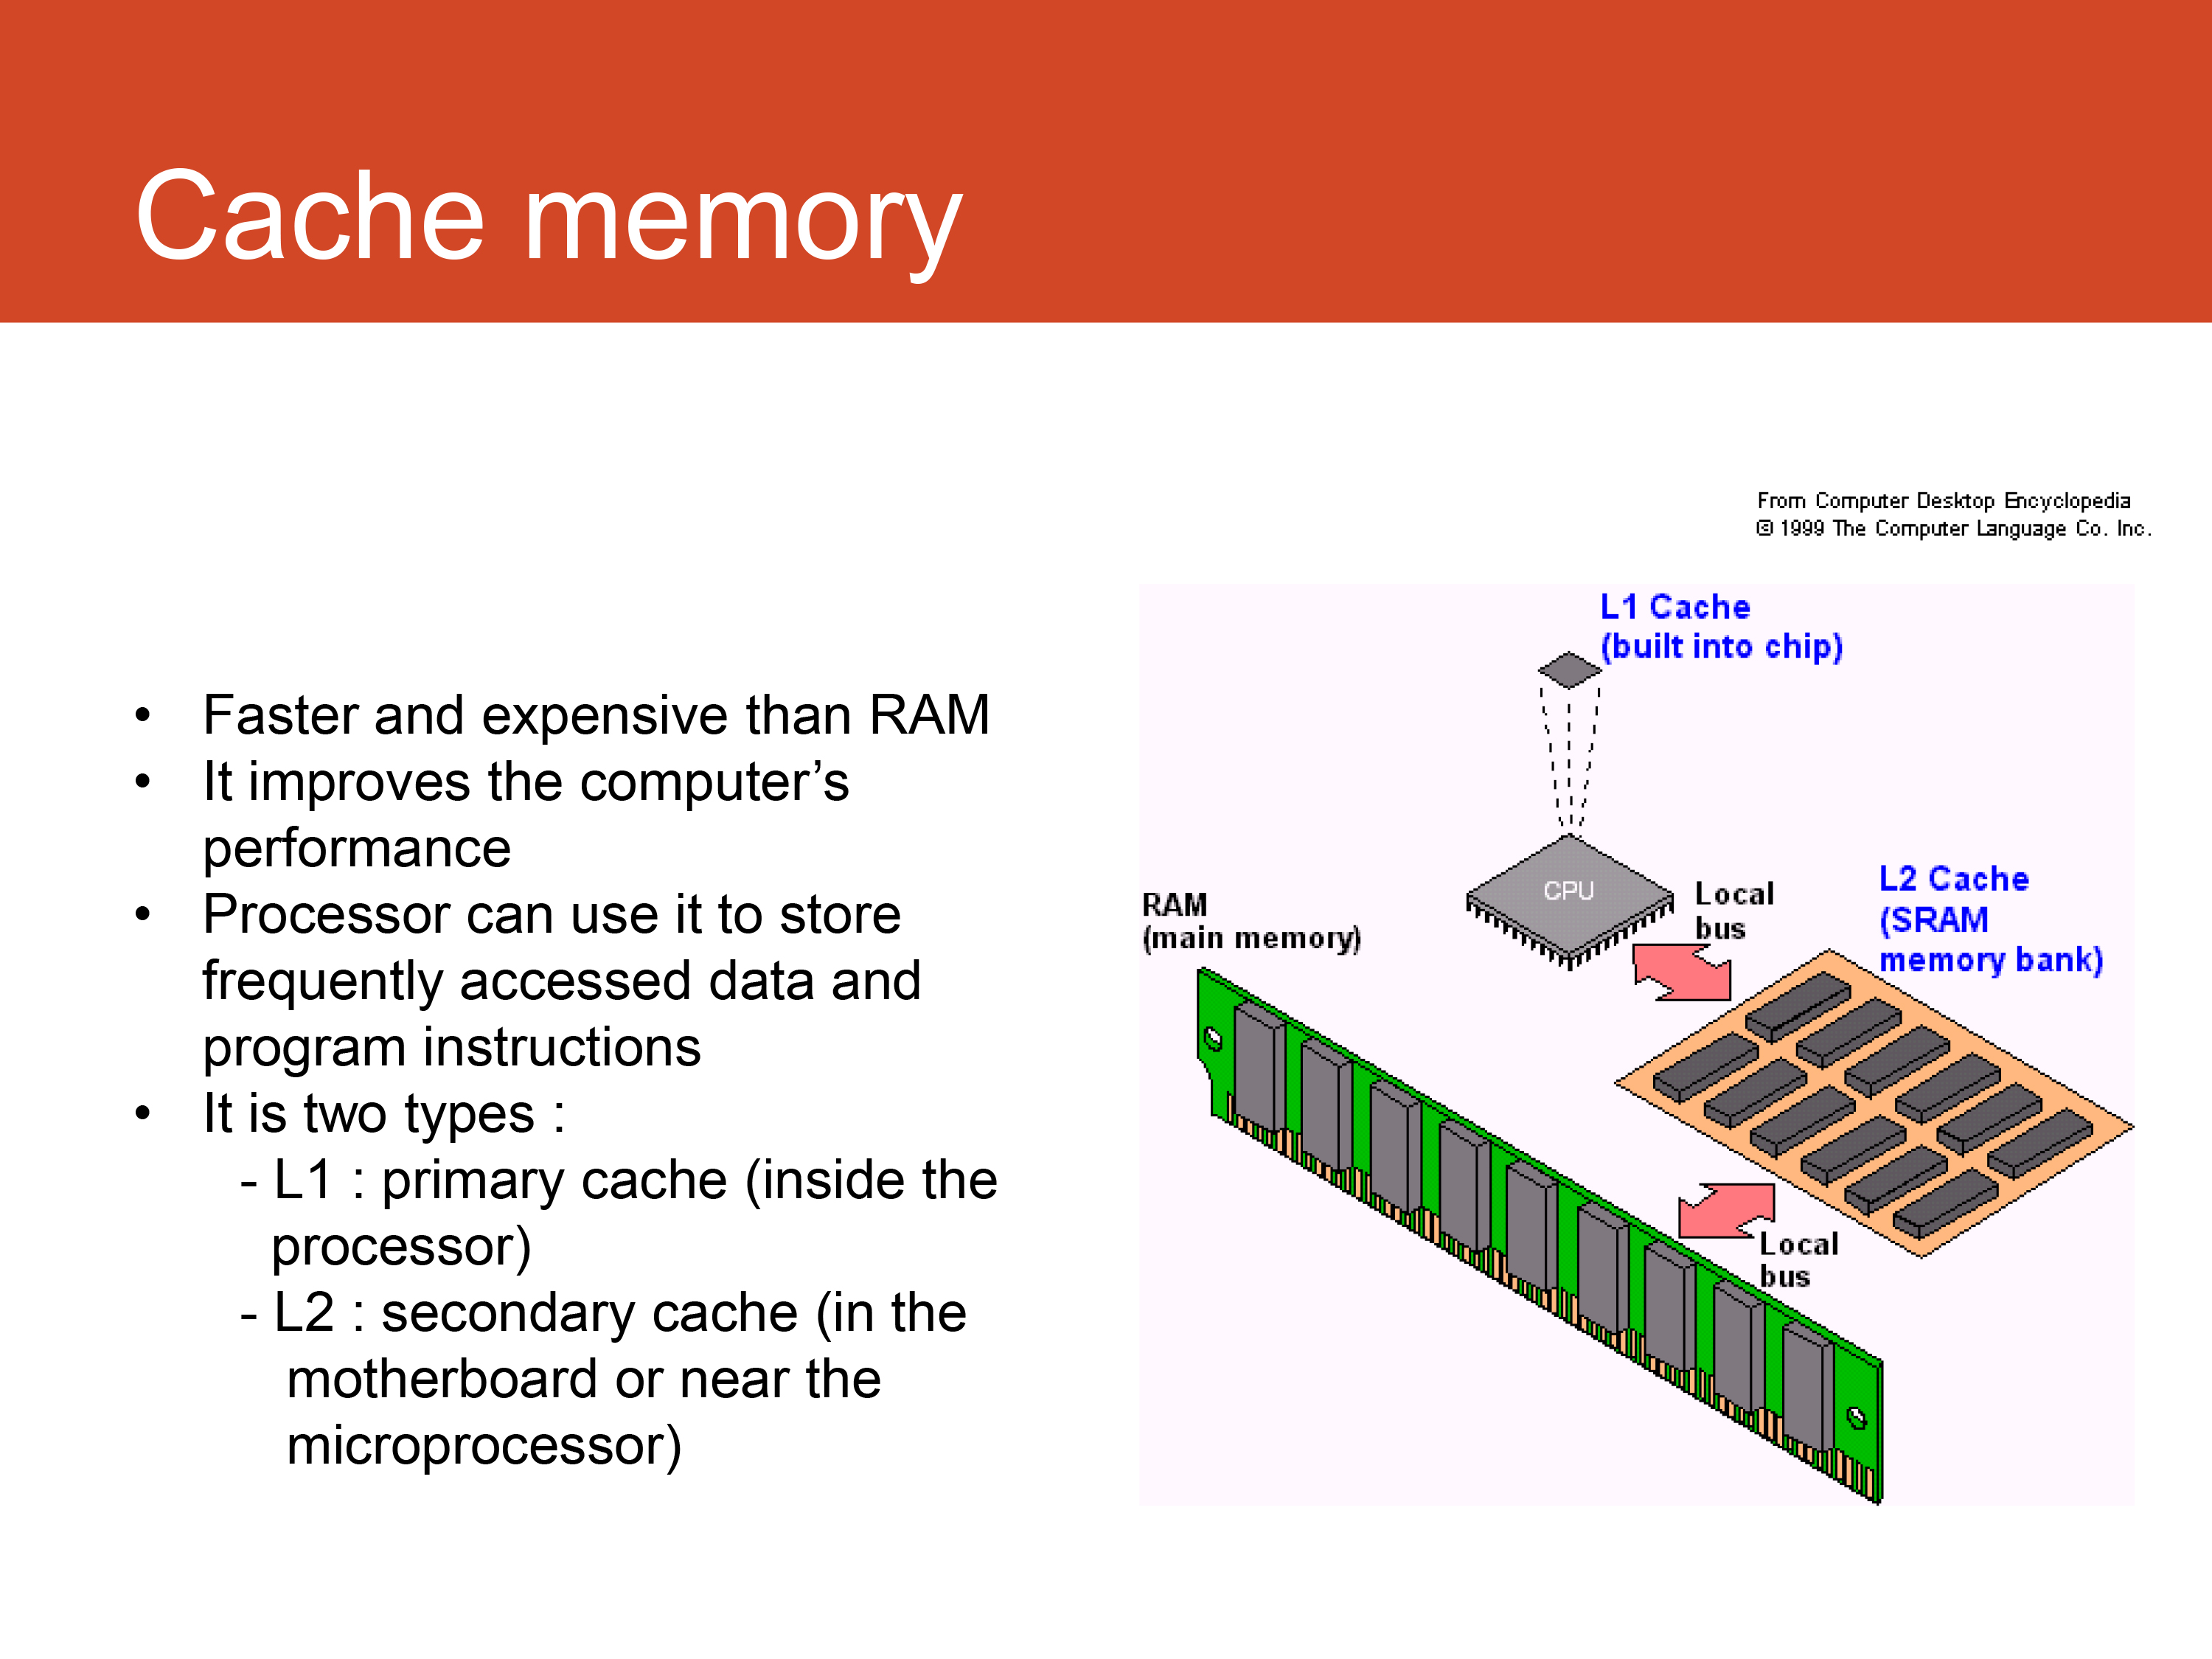 Cache memory
From Computer Desktop Encyclopedia
© 1999 The Computer Language Co. Inc.
• Faster and expensive than RAM
• It improves the computer’s
performance
• Processor can use it to store
frequently accessed data and
program instructions
• It is two types :
- L1 : primary cache (inside the
processor)
- L2 : secondary cache (in the
motherboard or near the
microprocessor)
L1 Cache
(built into chip)
CPU
Local
bus
L2 Cache
(SRAM
memory bank)
RAM
(main memory)
Local
bus